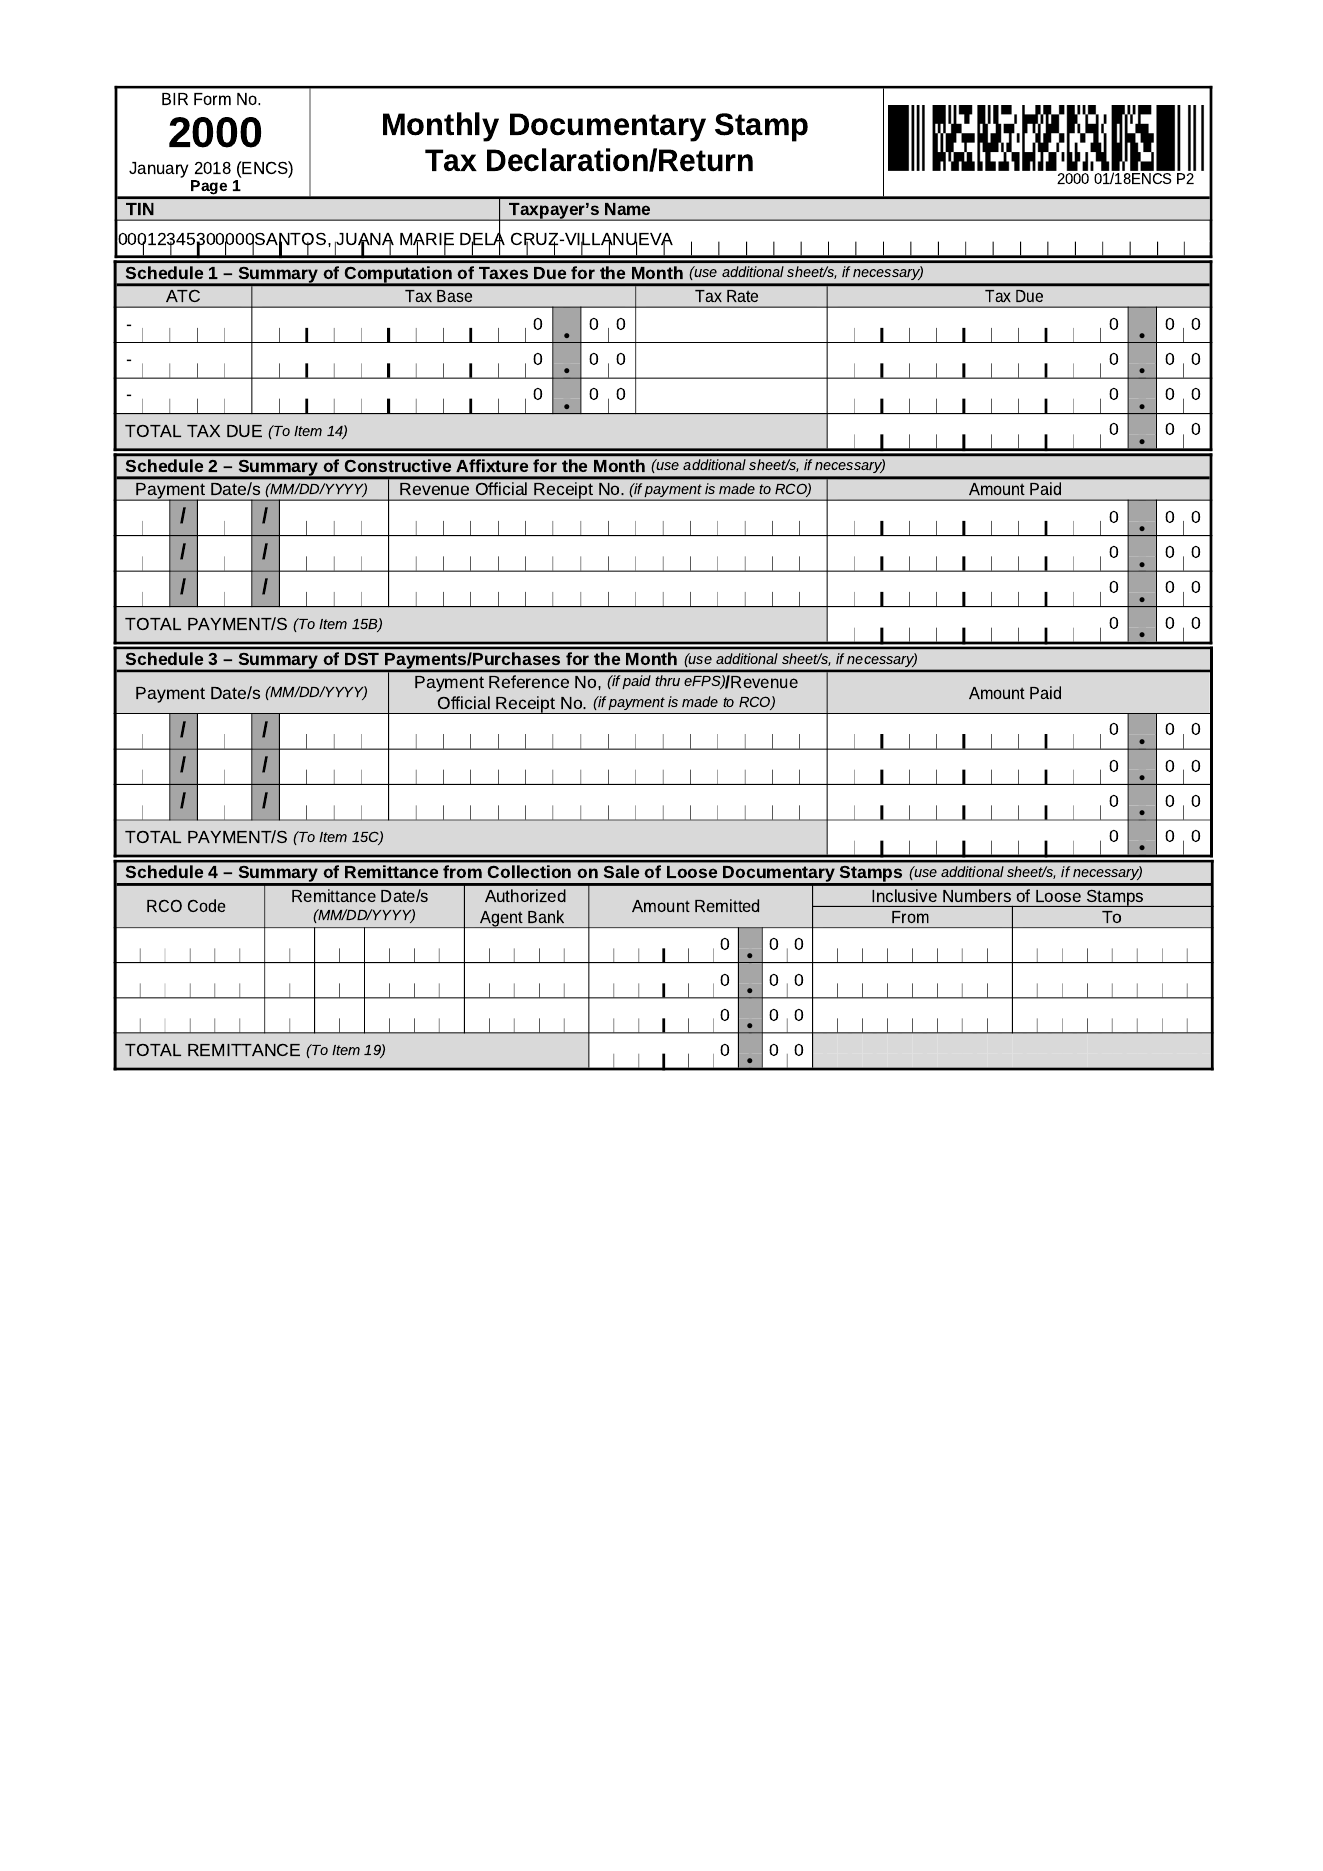 BIR Form No.
2000
January 2018 (ENCS)
Page 1
Monthly Documentary Stamp
Tax Declaration/Return
2000 01/18ENCS P2
TIN Taxpayer’s Name
00012345300000SANTOS, JUANA MARIE DELA CRUZ-VILLANUEVA
Schedule 1 – Summary of Computation of Taxes Due for the Month (use additional sheet/s, if necessary)
ATC Tax Base Tax Rate Tax Due
- 0 . 0 0 0 . 0 0
- 0 . 0 0 0 . 0 0
- 0 . 0 0 0 . 0 0
TOTAL TAX DUE (To Item 14) 0 . 0 0
Schedule 2 – Summary of Constructive Affixture for the Month (use additional sheet/s, if necessary)
Payment Date/s (MM/DD/YYYY) Revenue Official Receipt No. (if payment is made to RCO) Amount Paid
/ / 0 . 0 0
/ / 0 . 0 0
/ / 0 . 0 0
TOTAL PAYMENT/S (To Item 15B) 0 . 0 0
Schedule 3 – Summary of DST Payments/Purchases for the Month (use additional sheet/s, if necessary)
Payment Date/s (MM/DD/YYYY) Payment Reference No, (if paid thru eFPS)/Revenue
Official Receipt No. (if payment is made to RCO) Amount Paid
/ / 0 . 0 0
/ / 0 . 0 0
/ / 0 . 0 0
TOTAL PAYMENT/S (To Item 15C) 0 . 0 0
Schedule 4 – Summary of Remittance from Collection on Sale of Loose Documentary Stamps (use additional sheet/s, if necessary)
RCO Code Remittance Date/s
(MM/DD/YYYY) Authorized
Agent Bank Amount Remitted Inclusive Numbers of Loose Stamps
From To
0 . 0 0
0 . 0 0
0 . 0 0
TOTAL REMITTANCE (To Item 19) 0 . 0 0